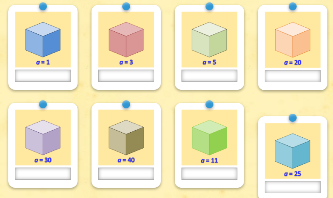 a = 1
a = 3
a = 5
a = 20
a = 30
a = 40
a = 11
a = 25